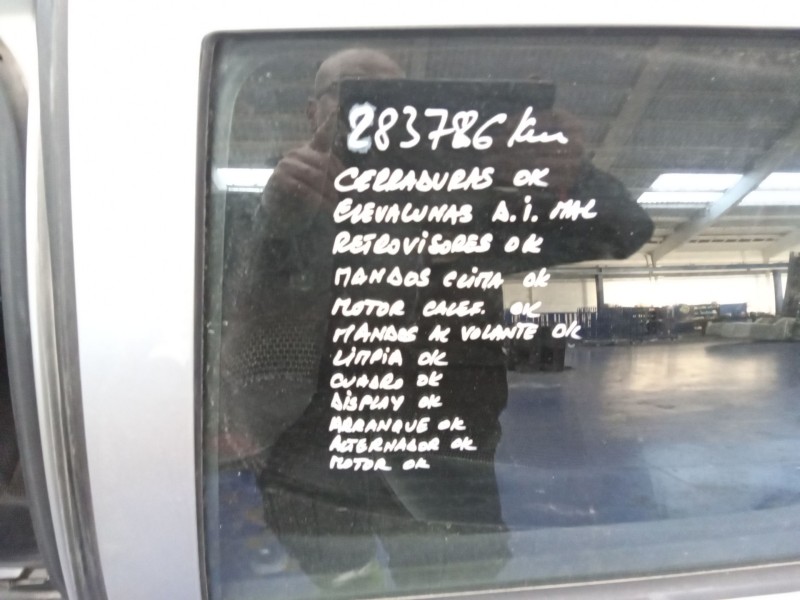 283786 Km
CERRADURAS OK
ELEVALUNAS D.i. MAL
RETROVISORES OK
MANDOS CLIMA OK
MOTOR CALEF. OK
MANDOS AL VOLANTE OK
LIMPIA OK
CUADRO OK
DISPLAY OK
ARRANQUE OK
ALTERNADOR OK
MOTOR OK